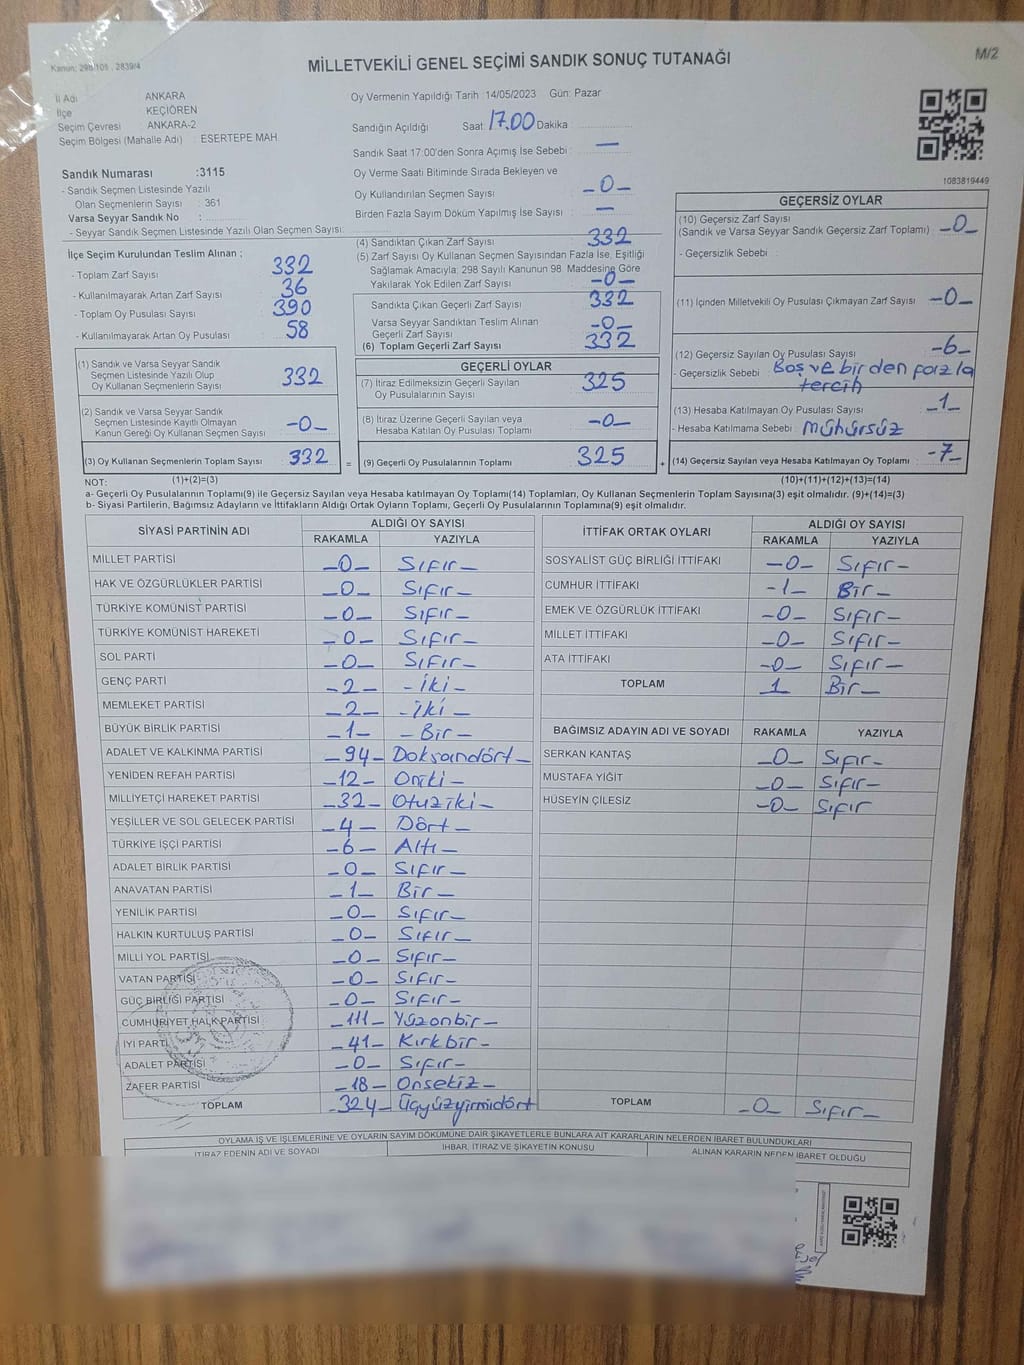 Kanun: 298/105 , 2839/4
MİLLETVEKİLİ GENEL SEÇİMİ SANDIK SONUÇ TUTANAĞI
M/2
İl Adı ANKARA
İlçe KEÇİÖREN
Seçim Çevresi ANKARA-2
Seçim Bölgesi (Mahalle Adı) : ESERTEPE MAH.
Sandık Numarası :3115
- Sandık Seçmen Listesinde Yazılı
Olan Seçmenlerin Sayısı : 361
Varsa Seyyar Sandık No :
- Seyyar Sandık Seçmen Listesinde Yazılı Olan Seçmen Sayısı:
Oy Vermenin Yapıldığı Tarih :14/05/2023 Gün: Pazar
Sandığın Açıldığı Saat: 17.00 Dakika :
Sandık Saat 17:00'den Sonra Açımış İse Sebebi : —
Oy Verme Saati Bitiminde Sırada Bekleyen ve
Oy Kullandırılan Seçmen Sayısı -0-
Birden Fazla Sayım Döküm Yapılmış İse Sayısı : —
1083819449
İlçe Seçim Kurulundan Teslim Alınan ;
- Toplam Zarf Sayısı 332
- Kullanılmayarak Artan Zarf Sayısı 36
- Toplam Oy Pusulası Sayısı 390
- Kullanılmayarak Artan Oy Pusulası 58
(4) Sandıktan Çıkan Zarf Sayısı 332
(5) Zarf Sayısı Oy Kullanan Seçmen Sayısından Fazla İse, Eşitliği
Sağlamak Amacıyla; 298 Sayılı Kanunun 98. Maddesine Göre
Yakılarak Yok Edilen Zarf Sayısı -0-
Sandıkta Çıkan Geçerli Zarf Sayısı 332
Varsa Seyyar Sandıktan Teslim Alınan
Geçerli Zarf Sayısı -0-
(6) Toplam Geçerli Zarf Sayısı 332
GEÇERSİZ OYLAR
(10) Geçersiz Zarf Sayısı
(Sandık ve Varsa Seyyar Sandık Geçersiz Zarf Toplamı) -0-
- Geçersizlik Sebebi :
(11) İçinden Milletvekili Oy Pusulası Çıkmayan Zarf Sayısı -0-
(12) Geçersiz Sayılan Oy Pusulası Sayısı -6-
- Geçersizlik Sebebi : Boş ve birden fazla
tercih
(13) Hesaba Katılmayan Oy Pusulası Sayısı -1-
- Hesaba Katılmama Sebebi : Mühürsüz
(14) Geçersiz Sayılan veya Hesaba Katılmayan Oy Toplamı -7-
(10)+(11)+(12)+(13)=(14)
(1) Sandık ve Varsa Seyyar Sandık
Seçmen Listesinde Yazılı Olup
Oy Kullanan Seçmenlerin Sayısı 332
(2) Sandık ve Varsa Seyyar Sandık
Seçmen Listesinde Kayıtlı Olmayan
Kanun Gereği Oy Kullanan Seçmen Sayısı -0-
(3) Oy Kullanan Seçmenlerin Toplam Sayısı 332 =
(1)+(2)=(3)
GEÇERLİ OYLAR
(7) İtiraz Edilmeksizin Geçerli Sayılan
Oy Pusulalarının Sayısı 325
(8) İtiraz Üzerine Geçerli Sayılan veya
Hesaba Katılan Oy Pusulası Toplamı -0-
(9) Geçerli Oy Pusulalarının Toplamı 325 +
NOT:
a- Geçerli Oy Pusulalarının Toplamı(9) ile Geçersiz Sayılan veya Hesaba katılmayan Oy Toplamı(14) Toplamları, Oy Kullanan Seçmenlerin Toplam Sayısına(3) eşit olmalıdır. (9)+(14)=(3)
b- Siyasi Partilerin, Bağımsız Adayların ve İttifakların Aldığı Ortak Oyların Toplamı, Geçerli Oy Pusulalarının Toplamına(9) eşit olmalıdır.
SİYASİ PARTİNİN ADI ALDIĞI OY SAYISI
RAKAMLA YAZIYLA
MİLLET PARTİSİ -0- Sıfır-
HAK VE ÖZGÜRLÜKLER PARTİSİ -0- Sıfır-
TÜRKİYE KOMÜNİST PARTİSİ -0- Sıfır-
TÜRKİYE KOMÜNİST HAREKETİ -0- Sıfır-
SOL PARTİ -0- Sıfır-
GENÇ PARTİ -2- -İki-
MEMLEKET PARTİSİ -2- -İki-
BÜYÜK BİRLİK PARTİSİ -1- -Bir-
ADALET VE KALKINMA PARTİSİ -94- Doksandört-
YENİDEN REFAH PARTİSİ -12- Oniki-
MİLLİYETÇİ HAREKET PARTİSİ -32- Otuziki-
YEŞİLLER VE SOL GELECEK PARTİSİ -4- Dört-
TÜRKİYE İŞÇİ PARTİSİ -6- Altı-
ADALET BİRLİK PARTİSİ -0- Sıfır-
ANAVATAN PARTİSİ -1- Bir-
YENİLİK PARTİSİ -0- Sıfır-
HALKIN KURTULUŞ PARTİSİ -0- Sıfır-
MİLLİ YOL PARTİSİ -0- Sıfır-
VATAN PARTİSİ -0- Sıfır-
GÜÇ BİRLİĞİ PARTİSİ -0- Sıfır-
CUMHURİYET HALK PARTİSİ -111- Yüzonbir-
İYİ PARTİ -41- Kırkbir-
ADALET PARTİSİ -0- Sıfır-
ZAFER PARTİSİ -18- Onsekiz-
TOPLAM -324- Üçyüzyirmidört
İTTİFAK ORTAK OYLARI ALDIĞI OY SAYISI
RAKAMLA YAZIYLA
SOSYALİST GÜÇ BİRLİĞİ İTTİFAKI -0- Sıfır-
CUMHUR İTTİFAKI -1- Bir-
EMEK VE ÖZGÜRLÜK İTTİFAKI -0- Sıfır-
MİLLET İTTİFAKI -0- Sıfır-
ATA İTTİFAKI -0- Sıfır-
TOPLAM 1 Bir-
BAĞIMSIZ ADAYIN ADI VE SOYADI RAKAMLA YAZIYLA
SERKAN KANTAŞ -0- Sıfır-
MUSTAFA YİĞİT -0- Sıfır-
HÜSEYİN ÇİLESİZ -0- Sıfır
TOPLAM -0- Sıfır-
OYLAMA İŞ VE İŞLEMLERİNE VE OYLARIN SAYIM DÖKÜMÜNE DAİR ŞİKAYETLERLE BUNLARA AİT KARARLARIN NELERDEN İBARET BULUNDUKLARI
İTİRAZ EDENİN ADI VE SOYADI İHBAR, İTİRAZ VE ŞİKAYETİN KONUSU ALINAN KARARIN NEDEN İBARET OLDUĞU